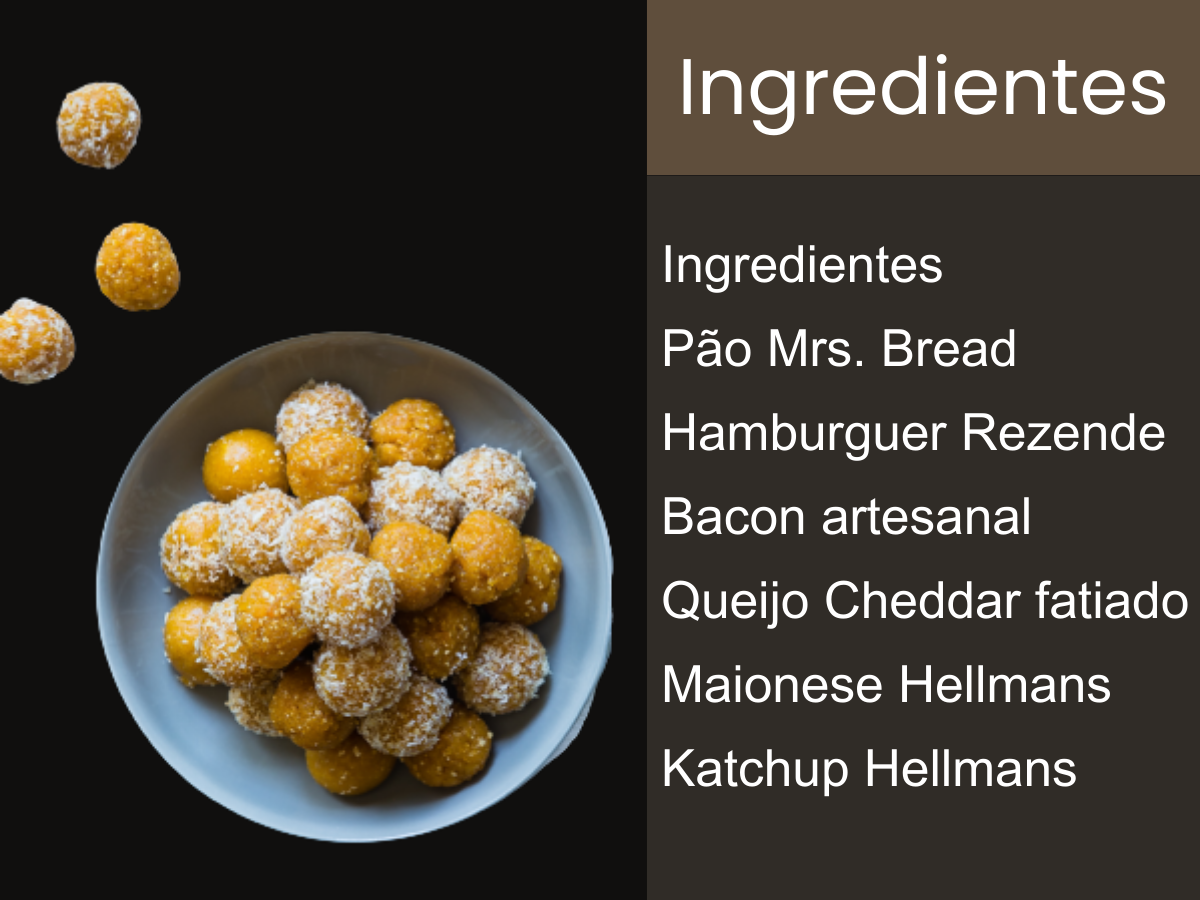 Ingredientes
Ingredientes
Pão Mrs. Bread
Hamburguer Rezende
Bacon artesanal
Queijo Cheddar fatiado
Maionese Hellmans
Katchup Hellmans